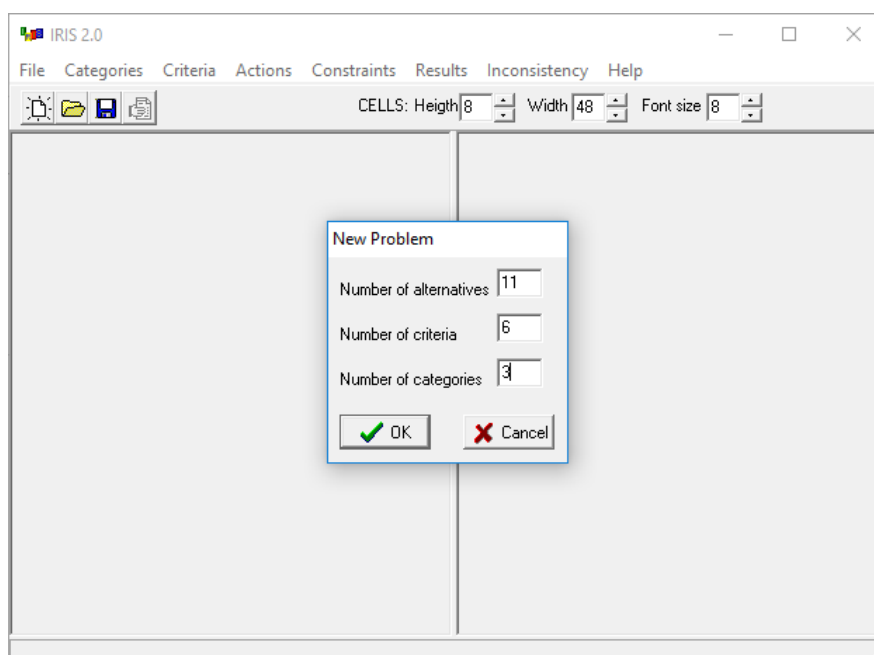 IRIS 2.0
File Categories Criteria Actions Constraints Results Inconsistency Help
CELLS: Heigth 8 Width 48 Font size 8
New Problem
Number of alternatives 11
Number of criteria 6
Number of categories 3
OK Cancel